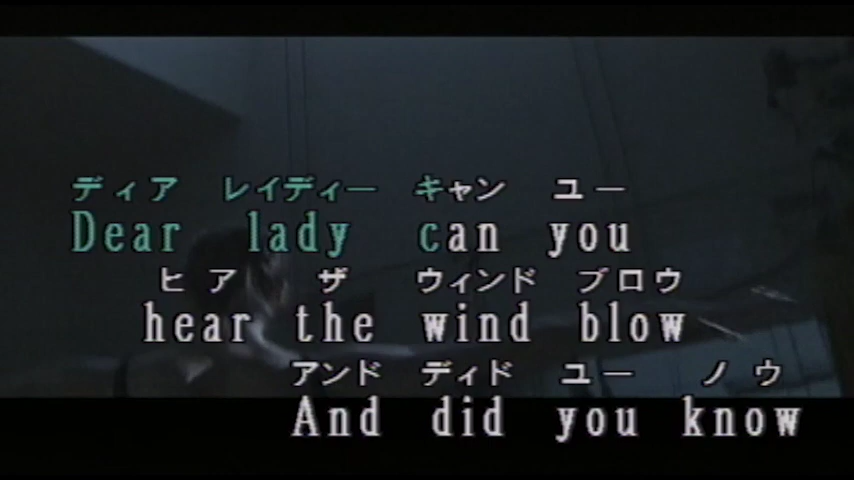 ディア レイディー キャン ユー
Dear lady can you
ヒア ザ ウィンド ブロウ
hear the wind blow
アンド ディド ユー ノウ
And did you know